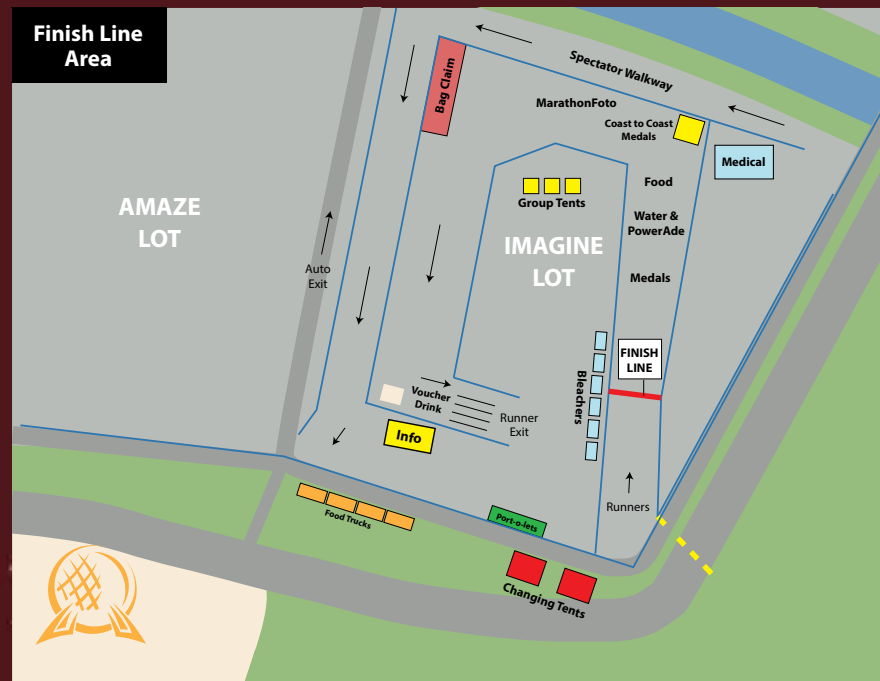 Finish Line
Area
Spectator Walkway
Bag Claim
MarathonFoto
Coast to Coast
Medals
Medical
Food
Group Tents
AMAZE
LOT
Water &
PowerAde
IMAGINE
LOT
Auto
Exit
Medals
FINISH
LINE
Bleachers
Voucher
Drink
Runner
Exit
Info
Runners
Food Trucks
Port-o-lets
Changing Tents